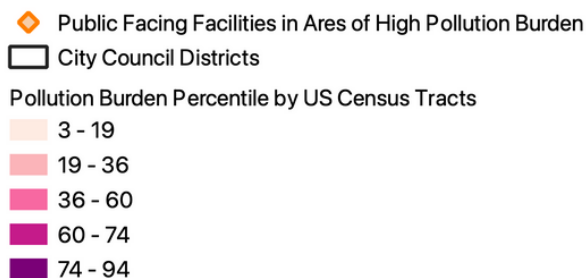 Public Facing Facilities in Ares of High Pollution Burden
City Council Districts
Pollution Burden Percentile by US Census Tracts
3 - 19
19 - 36
36 - 60
60 - 74
74 - 94